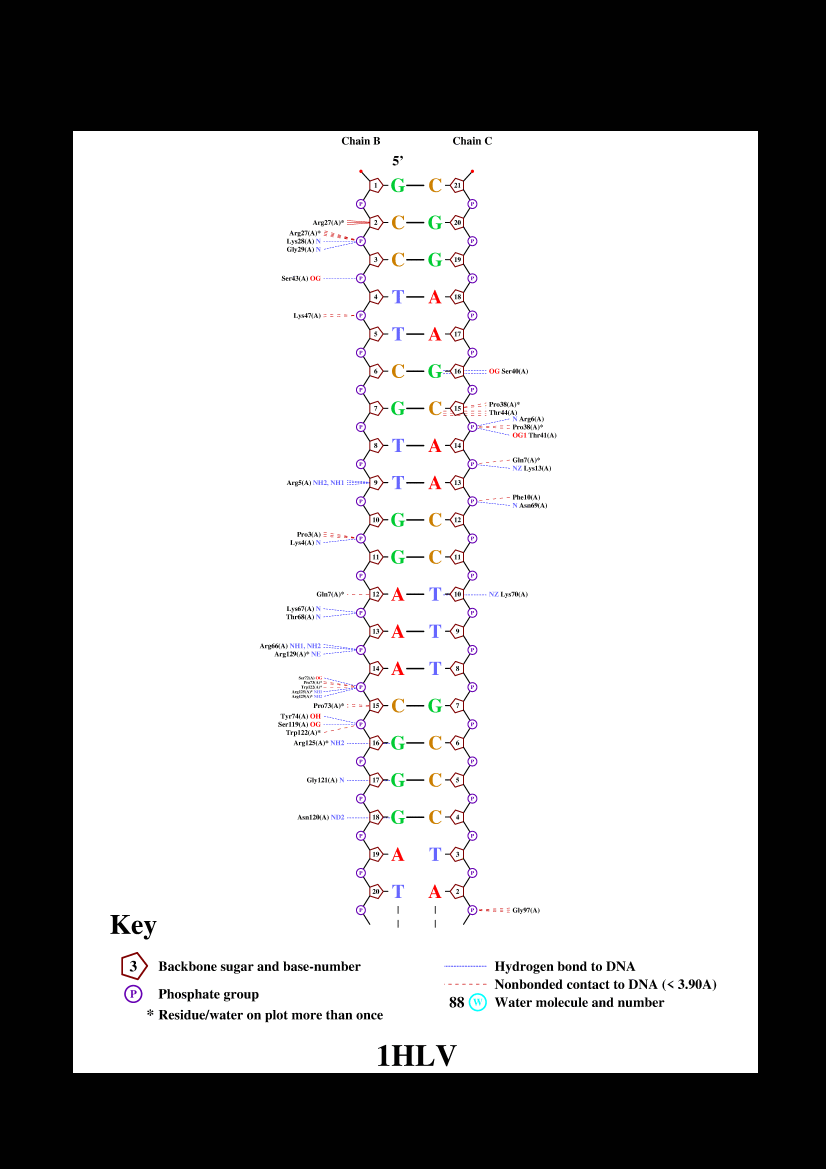 Chain B Chain C
5’
1 G C 21
P
2 C G 20
Arg27(A)*
P P
Arg27(A)*
Lys28(A) N
Gly29(A) N
3 C G 19
P P
Ser43(A) OG
4 T A 18
P P
Lys47(A)
5 T A 17
P P
6 C G 16
OG Ser40(A)
P P
7 G C 15
Pro38(A)*
Thr44(A)
P P
N Arg6(A)
Pro38(A)*
OG1 Thr41(A)
8 T A 14
P P
Gln7(A)*
NZ Lys13(A)
Arg5(A) NH2, NH1
9 T A 13
P P
Phe10(A)
N Asn69(A)
10 G C 12
P P
Pro3(A)
Lys4(A) N
11 G C 11
P P
Gln7(A)*
12 A T 10
NZ Lys70(A)
P P
Lys67(A) N
Thr68(A) N
13 A T 9
P P
Arg66(A) NH1, NH2
Arg129(A)* NE
14 A T 8
P P
Ser71(A) OG
Pro73(A)*
Trp122(A)*
Arg125(A)* NH1
Arg129(A)* NH2
Pro73(A)*
15 C G 7
P P
Tyr74(A) OH
Ser119(A) OG
Trp122(A)*
Arg125(A)* NH2
16 G C 6
P P
Gly121(A) N
17 G C 5
P P
Asn120(A) ND2
18 G C 4
P P
19 A T 3
P P
20 T A 2
P P
Gly97(A)
Key
3 Backbone sugar and base-number
P Phosphate group
* Residue/water on plot more than once
Hydrogen bond to DNA
Nonbonded contact to DNA (< 3.90A)
88 W Water molecule and number
1HLV